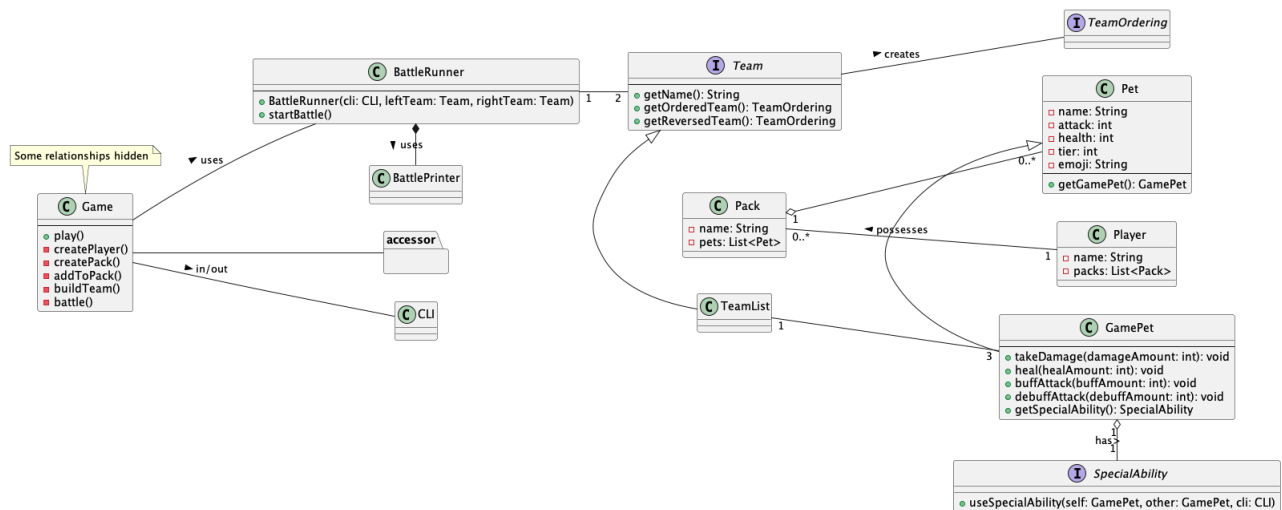 Some relationships hidden
C Game
play()
createPlayer()
createPack()
addToPack()
buildTeam()
battle()
uses
C BattleRunner
BattleRunner(cli: CLI, leftTeam: Team, rightTeam: Team)
startBattle()
uses
C BattlePrinter
accessor
in/out
C CLI
1
2
I Team
getName(): String
getOrderedTeam(): TeamOrdering
getReversedTeam(): TeamOrdering
creates
I TeamOrdering
C Pet
name: String
attack: int
health: int
tier: int
emoji: String
getGamePet(): GamePet
0..*
1
C Pack
name: String
pets: List<Pet>
0..*
possesses
1
C Player
name: String
packs: List<Pack>
C TeamList
1
3
C GamePet
takeDamage(damageAmount: int): void
heal(healAmount: int): void
buffAttack(buffAmount: int): void
debuffAttack(debuffAmount: int): void
getSpecialAbility(): SpecialAbility
1
has>
1
I SpecialAbility
useSpecialAbility(self: GamePet, other: GamePet, cli: CLI)